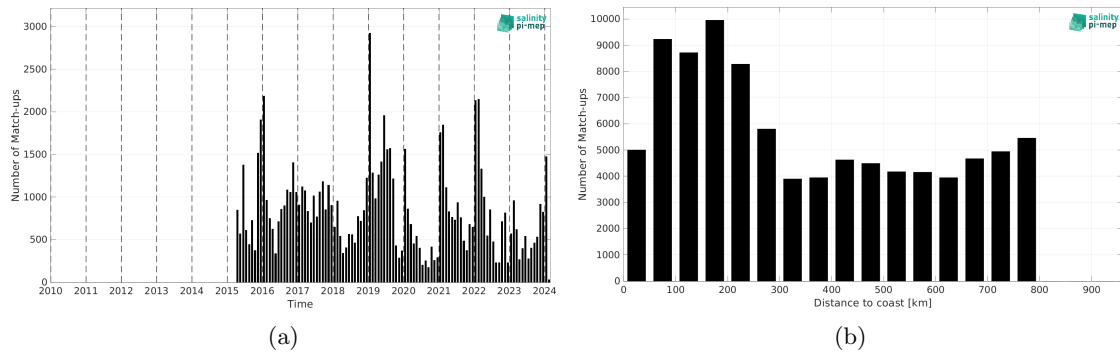 salinity
pi-mep
3000
2500
2000
1500
1000
500
0
Number of Match-ups
2010 2011 2012 2013 2014 2015 2016 2017 2018 2019 2020 2021 2022 2023 2024
Time
(a)
salinity
pi-mep
10000
9000
8000
7000
6000
5000
4000
3000
2000
1000
0
Number of Match-ups
0 100 200 300 400 500 600 700 800 900
Distance to coast [km]
(b)